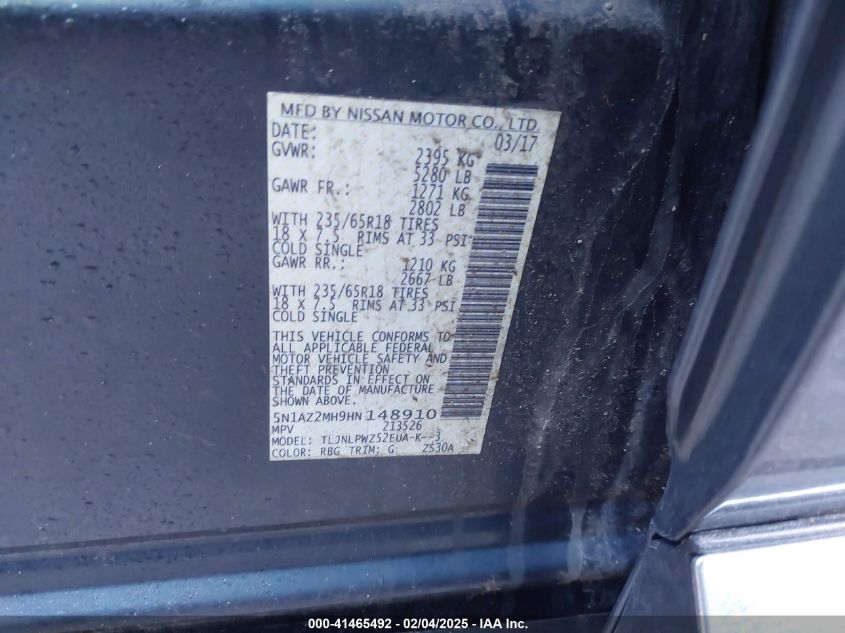 MFD BY NISSAN MOTOR CO., LTD.
DATE: 03/17
GVWR: 2395 KG
5280 LB
GAWR FR.: 1271 KG
2802 LB
WITH 235/65R18 TIRES
18 X 7.5 RIMS AT 33 PSI
COLD SINGLE
GAWR RR.: 1210 KG
2667 LB
WITH 235/65R18 TIRES
18 X 7.5 RIMS AT 33 PSI
COLD SINGLE
THIS VEHICLE CONFORMS TO
ALL APPLICABLE FEDERAL
MOTOR VEHICLE SAFETY AND
THEFT PREVENTION
STANDARDS IN EFFECT ON
THE DATE OF MANUFACTURE
SHOWN ABOVE.
5N1AZ2MH9HN 148910
MPV 213526
MODEL: TLJNLPWZ52EUA-K--3
COLOR: RBG TRIM: G ZS30A
000-41465492 - 02/04/2025 - IAA Inc.